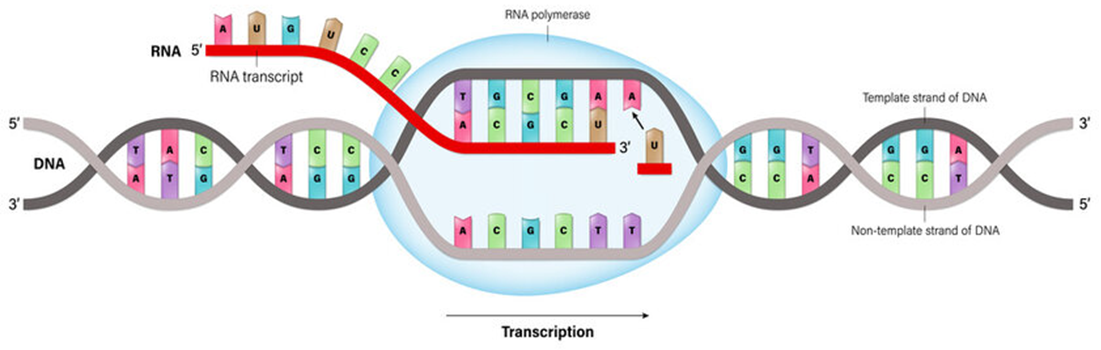 RNA polymerase
A U G U C C
RNA 5'
RNA transcript
T G C G A A
A C G C U
3'
U
Template strand of DNA
5'
3'
DNA
T A C T C C
A T G A G G
G G T G G A
C C A C C T
3'
5'
A C G C T T
Non-template strand of DNA
Transcription